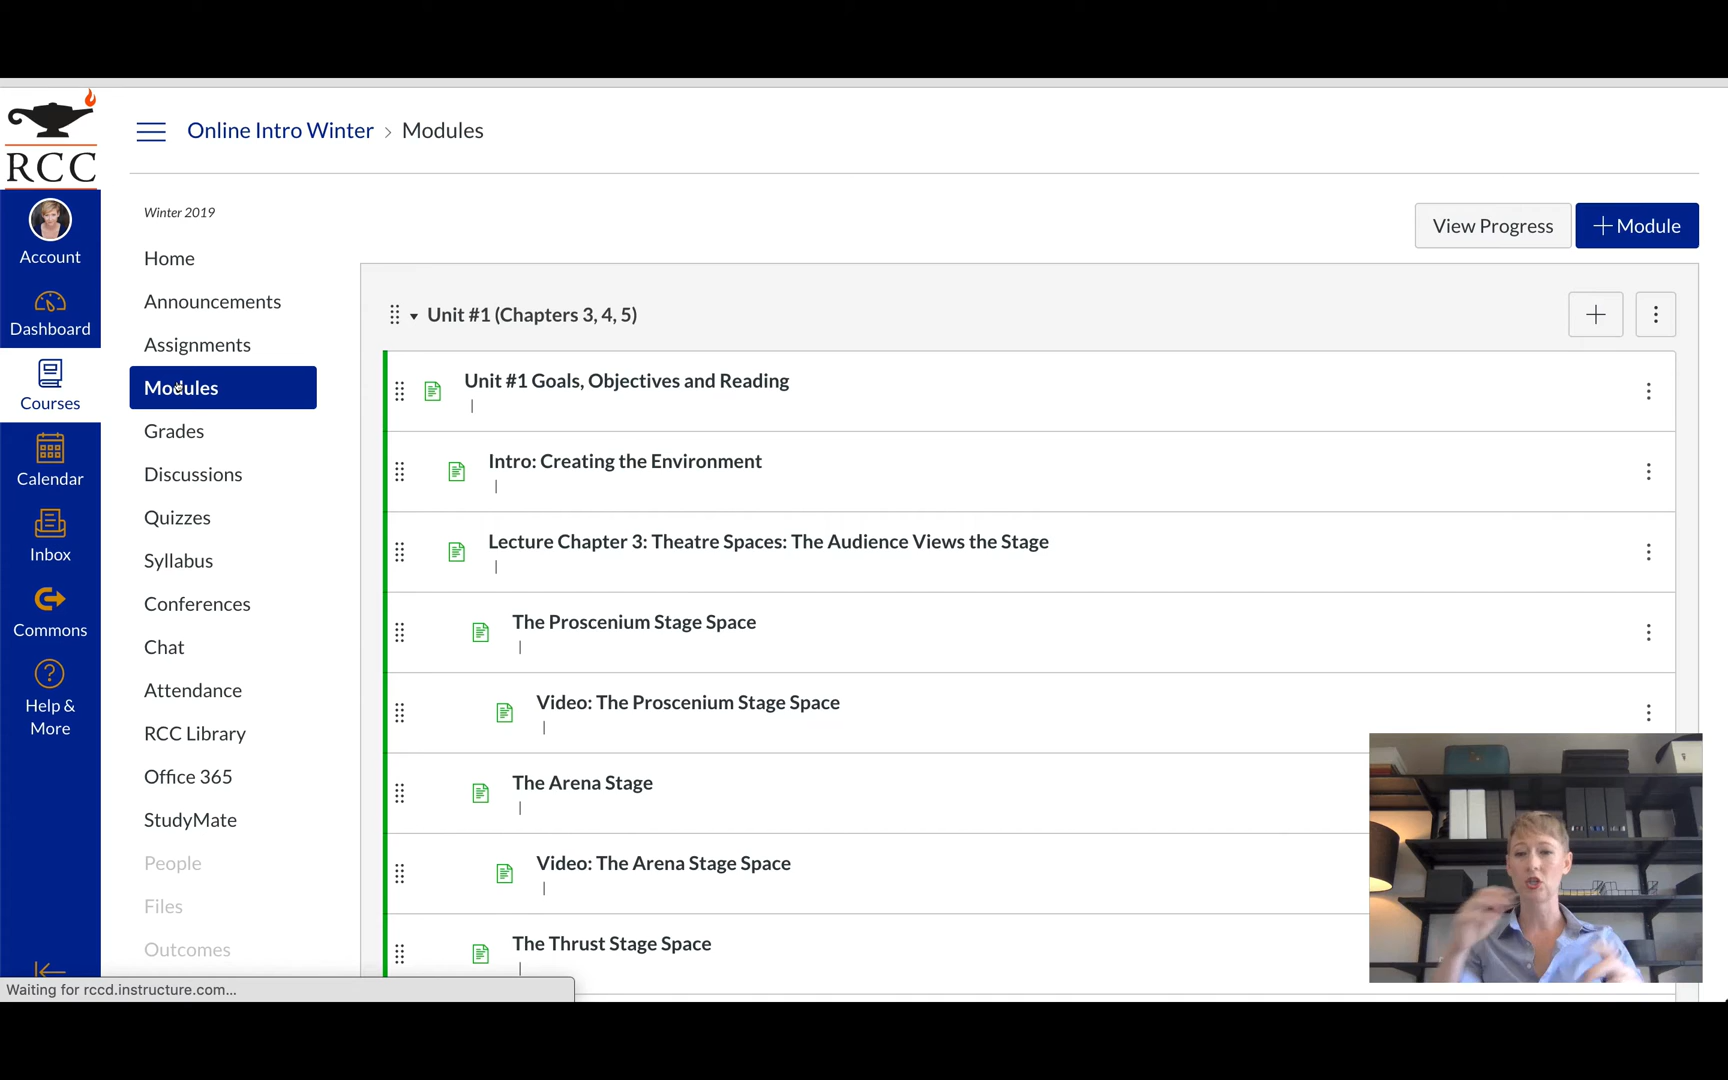 RCC
Account
Dashboard
Courses
Calendar
Inbox
Commons
Help &
More
Online Intro Winter > Modules
Winter 2019
Home
Announcements
Assignments
Modules
Grades
Discussions
Quizzes
Syllabus
Conferences
Chat
Attendance
RCC Library
Office 365
StudyMate
People
Files
Outcomes
View Progress
+ Module
Unit #1 (Chapters 3, 4, 5)
Unit #1 Goals, Objectives and Reading
|
Intro: Creating the Environment
|
Lecture Chapter 3: Theatre Spaces: The Audience Views the Stage
|
The Proscenium Stage Space
|
Video: The Proscenium Stage Space
|
The Arena Stage
|
Video: The Arena Stage Space
|
The Thrust Stage Space
|
Waiting for rccd.instructure.com...